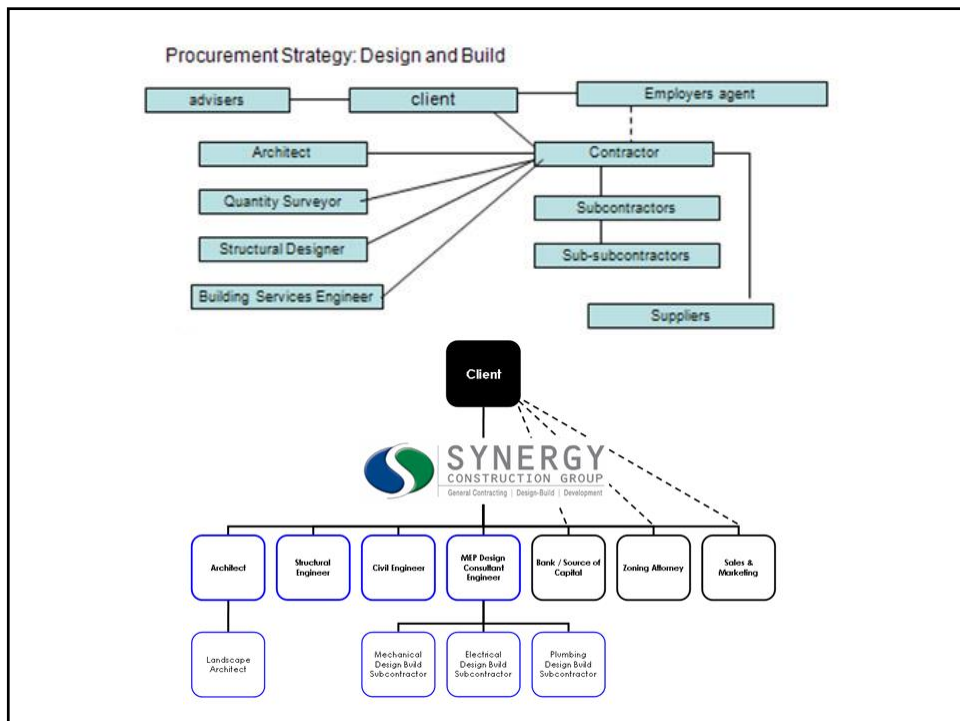 Procurement Strategy: Design and Build
advisers
client
Employers agent
Architect
Contractor
Quantity Surveyor
Subcontractors
Structural Designer
Sub-subcontractors
Building Services Engineer
Suppliers
Client
SYNERGY
CONSTRUCTION GROUP
General Contracting | Design-Build | Development
Architect
Structural
Engineer
Civil Engineer
MEP Design
Consultant
Engineer
Bank / Source of
Capital
Zoning Attorney
Sales &
Marketing
Landscape
Architect
Mechanical
Design Build
Subcontractor
Electrical
Design Build
Subcontractor
Plumbing
Design Build
Subcontractor